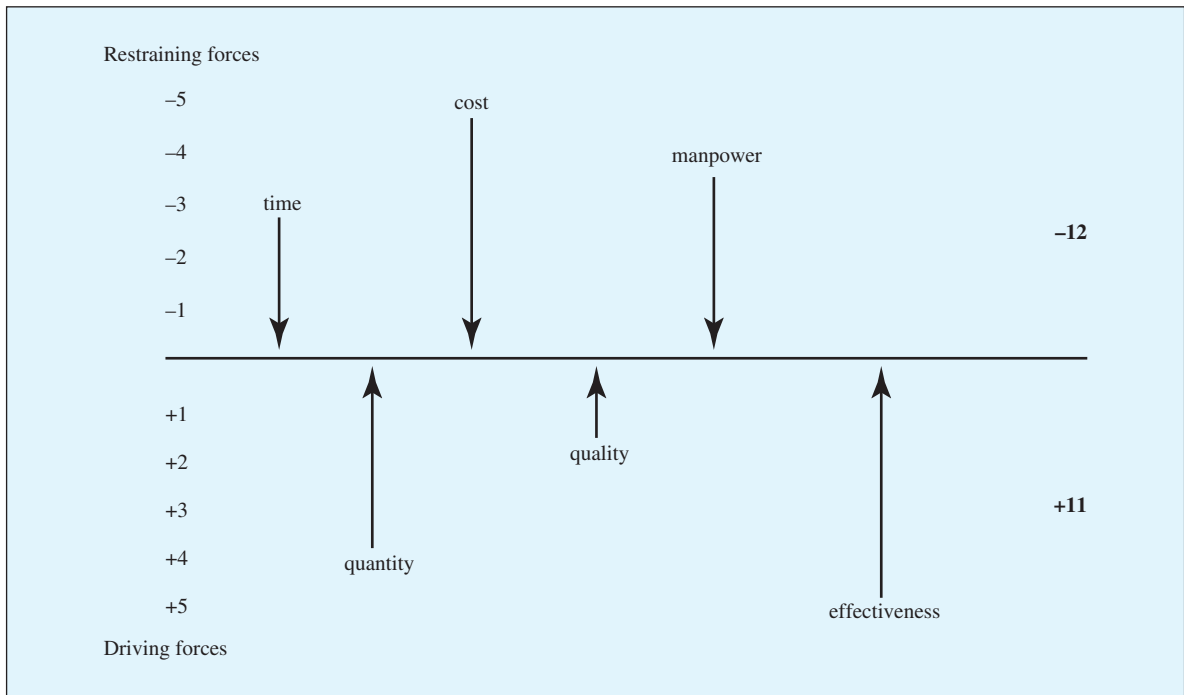 Restraining forces
–5
cost
–4
manpower
–3
time
–12
–2
–1
+1
+2
quality
+3
+11
+4
quantity
+5
effectiveness
Driving forces